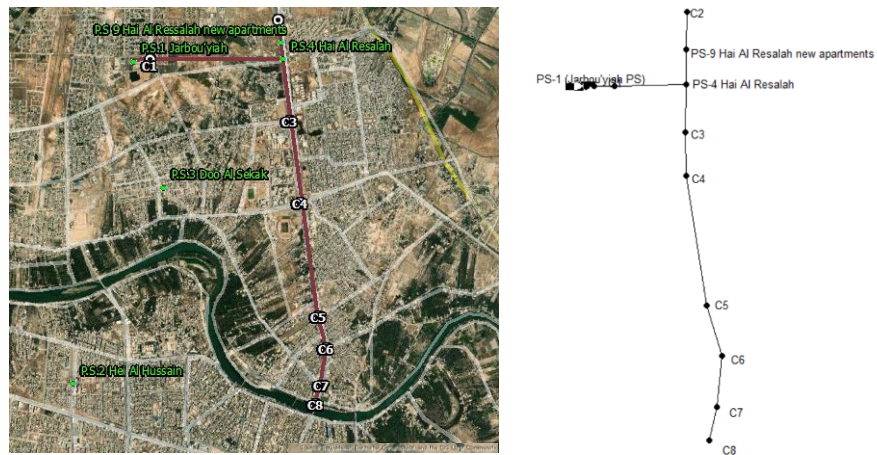 P.S 9 Hai Al Ressalah new apartments
P.S.1 Jarbou'yiah
P.S.4 Hai Al Resalah
C1
C3
P.S.3 Doo Al Sekak
C4
C5
C6
P.S.2 Hei Al Hussain
C7
C8
C2
PS-9 Hai Al Resalah new apartments
PS-1 (Jarbou'yiah PS)
PS-4 Hai Al Resalah
C3
C4
C5
C6
C7
C8